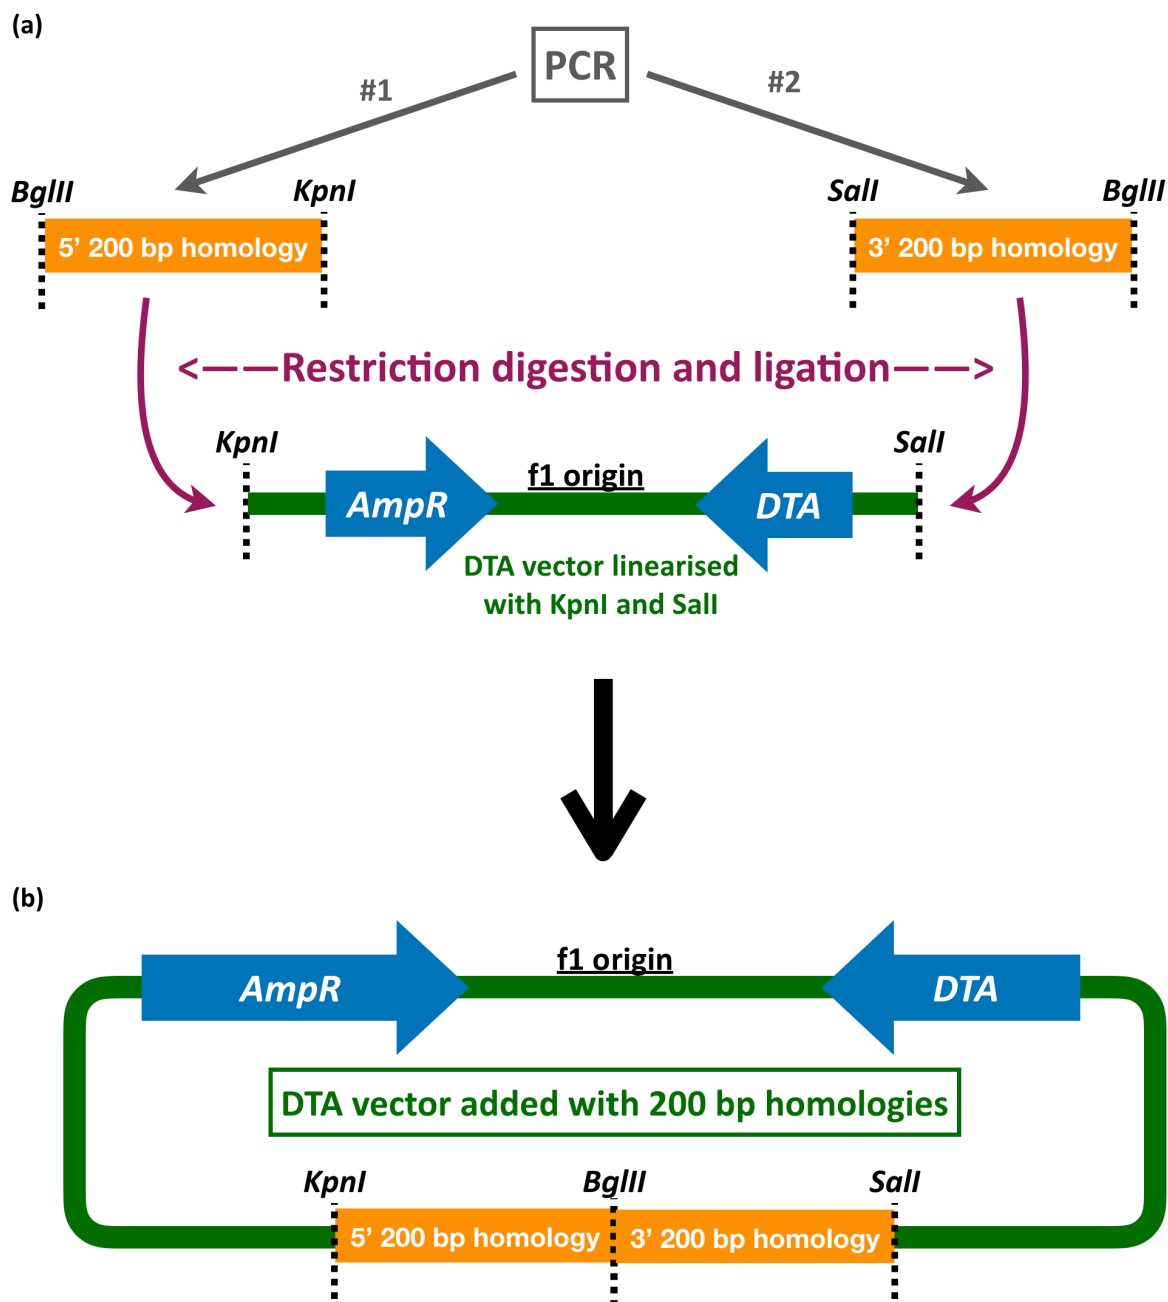 (a)
PCR
#1
#2
BglII
KpnI
SalI
BglII
5’ 200 bp homology
3’ 200 bp homology
<——Restriction digestion and ligation——>
KpnI
SalI
f1 origin
AmpR
DTA
DTA vector linearised
with KpnI and SalI
(b)
f1 origin
AmpR
DTA
DTA vector added with 200 bp homologies
KpnI
BglII
SalI
5’ 200 bp homology
3’ 200 bp homology